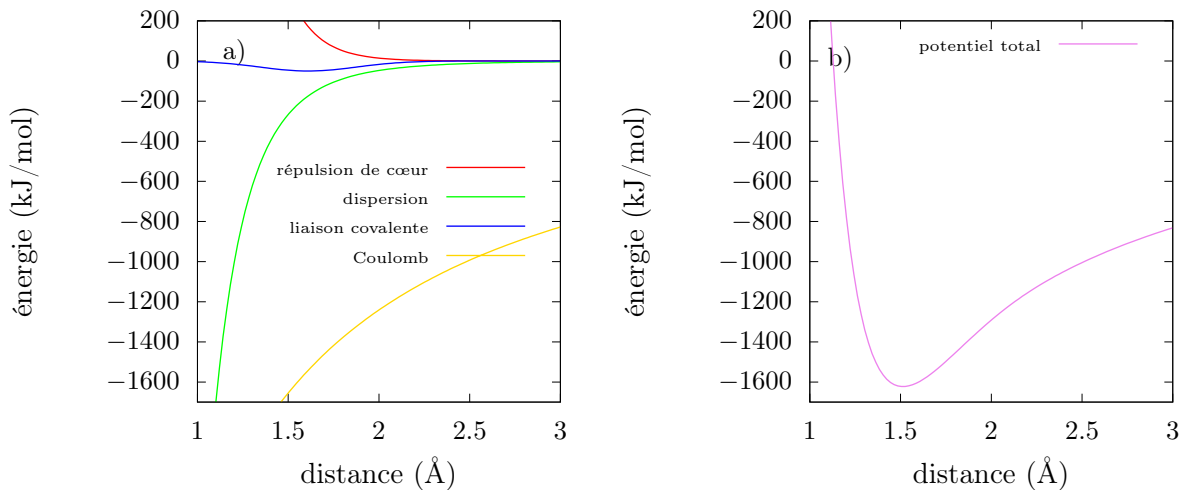 200
0
−200
−400
−600
−800
−1000
−1200
−1400
−1600
1
1.5
2
2.5
3
énergie (kJ/mol)
distance (Å)
a)
répulsion de cœur
dispersion
liaison covalente
Coulomb
200
0
−200
−400
−600
−800
−1000
−1200
−1400
−1600
1
1.5
2
2.5
3
énergie (kJ/mol)
distance (Å)
b)
potentiel total